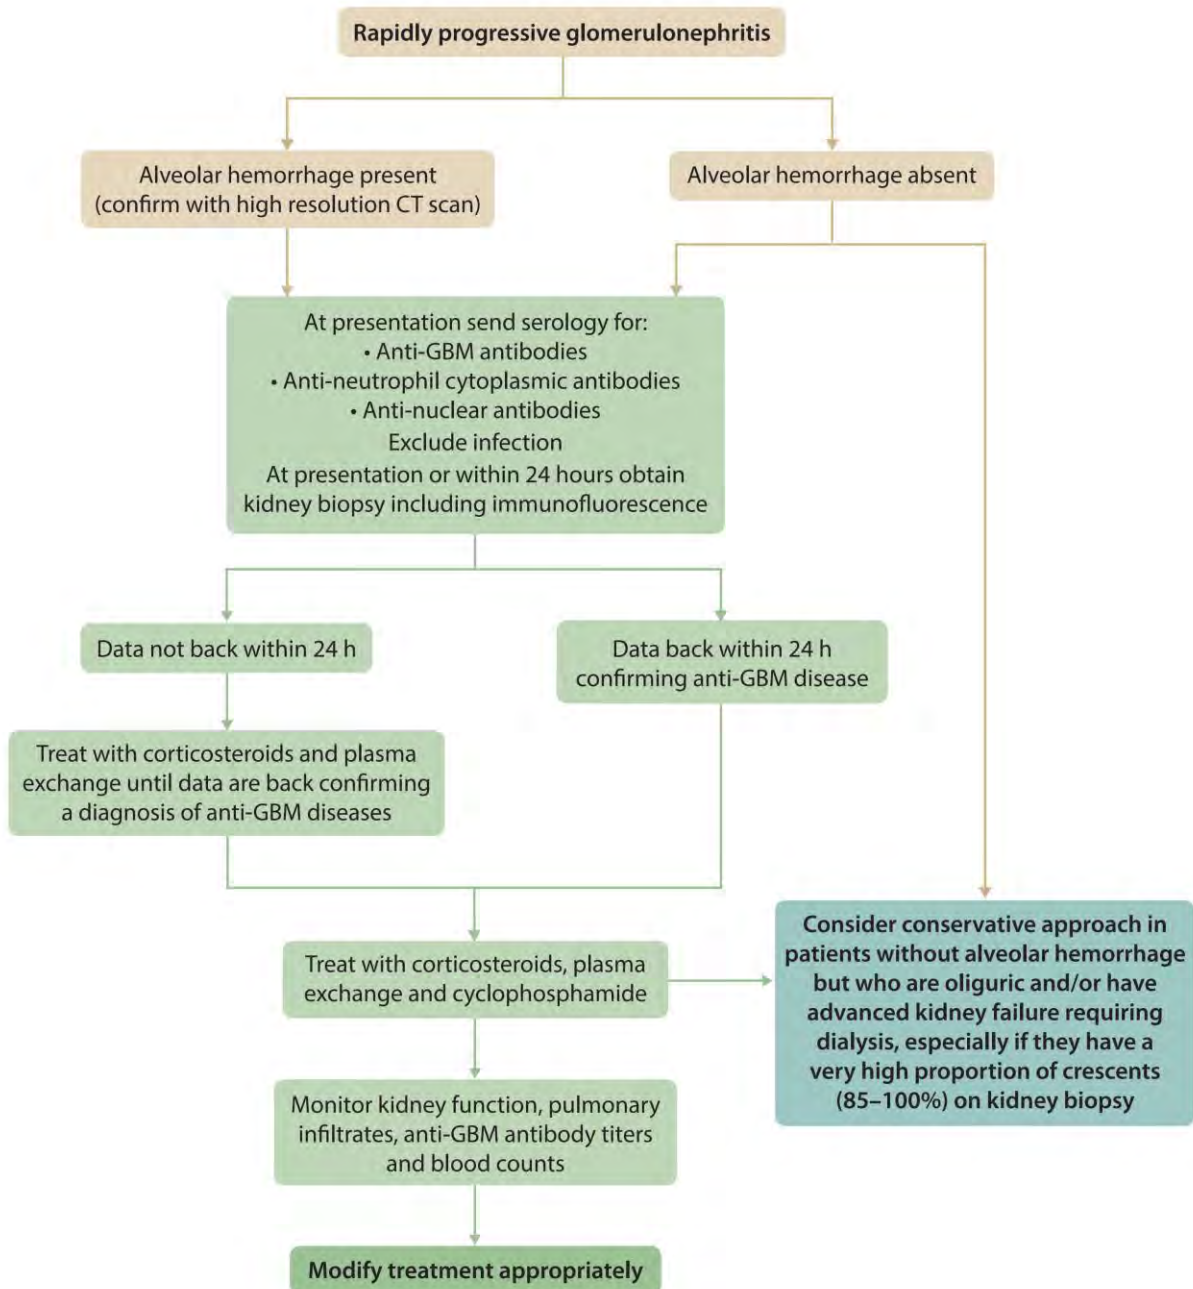 Rapidly progressive glomerulonephritis
Alveolar hemorrhage present
(confirm with high resolution CT scan)
Alveolar hemorrhage absent
At presentation send serology for:
• Anti-GBM antibodies
• Anti-neutrophil cytoplasmic antibodies
• Anti-nuclear antibodies
Exclude infection
At presentation or within 24 hours obtain
kidney biopsy including immunofluorescence
Data not back within 24 h
Data back within 24 h
confirming anti-GBM disease
Treat with corticosteroids and plasma
exchange until data are back confirming
a diagnosis of anti-GBM diseases
Treat with corticosteroids, plasma
exchange and cyclophosphamide
Consider conservative approach in
patients without alveolar hemorrhage
but who are oliguric and/or have
advanced kidney failure requiring
dialysis, especially if they have a
very high proportion of crescents
(85–100%) on kidney biopsy
Monitor kidney function, pulmonary
infiltrates, anti-GBM antibody titers
and blood counts
Modify treatment appropriately